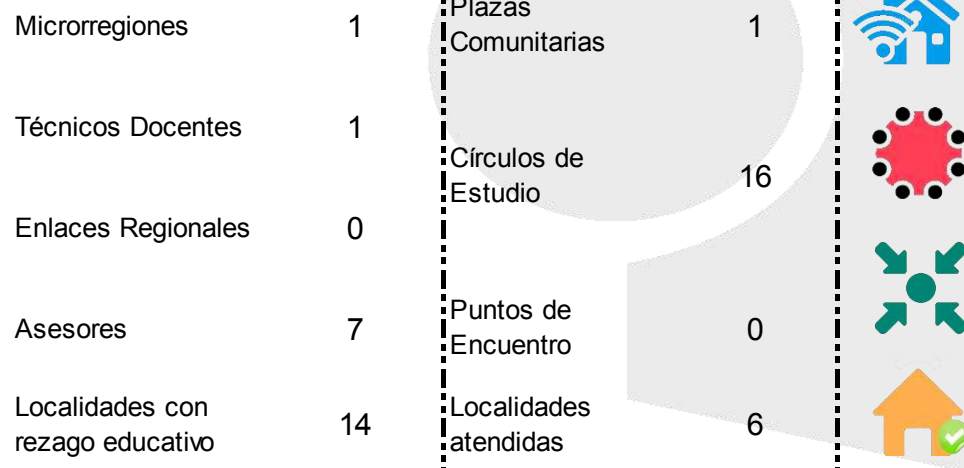 Microrregiones 1
Plazas
Comunitarias 1
Técnicos Docentes 1
Círculos de
Estudio 16
Enlaces Regionales 0
Asesores 7
Puntos de
Encuentro 0
Localidades con
rezago educativo 14
Localidades
atendidas 6